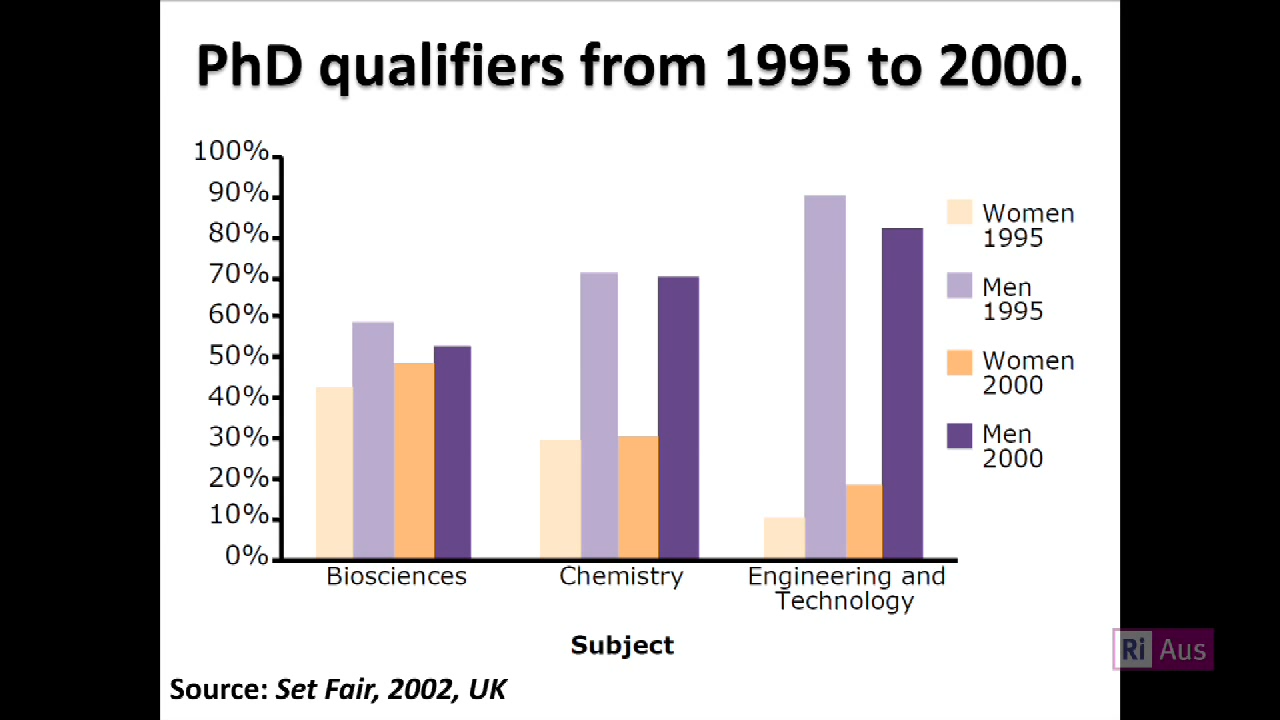 PhD qualifiers from 1995 to 2000.
100%
90%
80%
70%
60%
50%
40%
30%
20%
10%
0%
Women
1995
Men
1995
Women
2000
Men
2000
Biosciences
Chemistry
Engineering and
Technology
Subject
Source: Set Fair, 2002, UK
Ri Aus